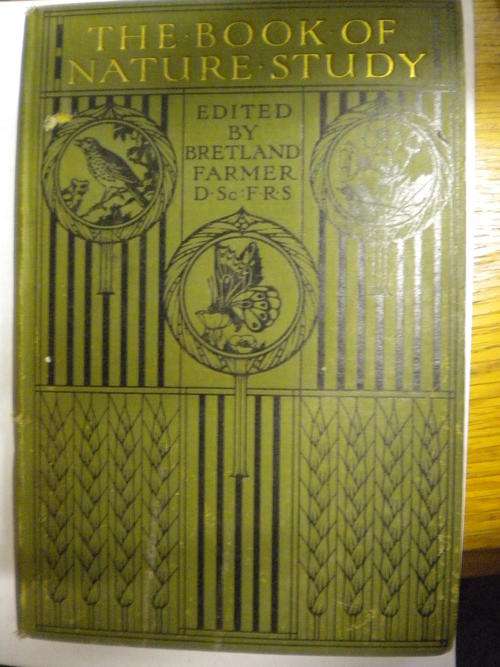 THE·BOOK·OF
NATURE·STUDY
EDITED
BY
BRETLAND
FARMER
D·Sc·F·R·S